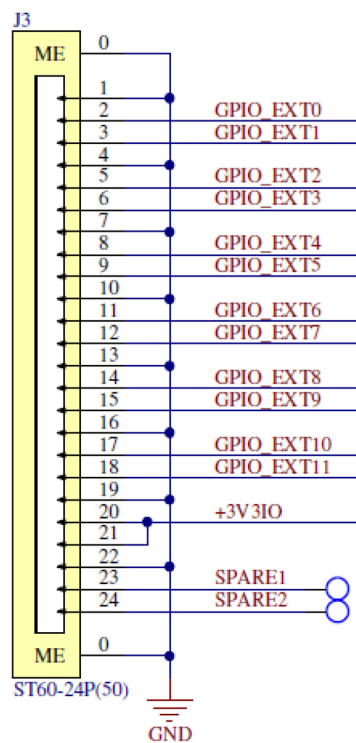 J3
ME 0
1
2 GPIO_EXT0
3 GPIO_EXT1
4
5 GPIO_EXT2
6 GPIO_EXT3
7
8 GPIO_EXT4
9 GPIO_EXT5
10
11 GPIO_EXT6
12 GPIO_EXT7
13
14 GPIO_EXT8
15 GPIO_EXT9
16
17 GPIO_EXT10
18 GPIO_EXT11
19
20 +3V3IO
21
22
23 SPARE1
24 SPARE2
ME 0
ST60-24P(50)
GND